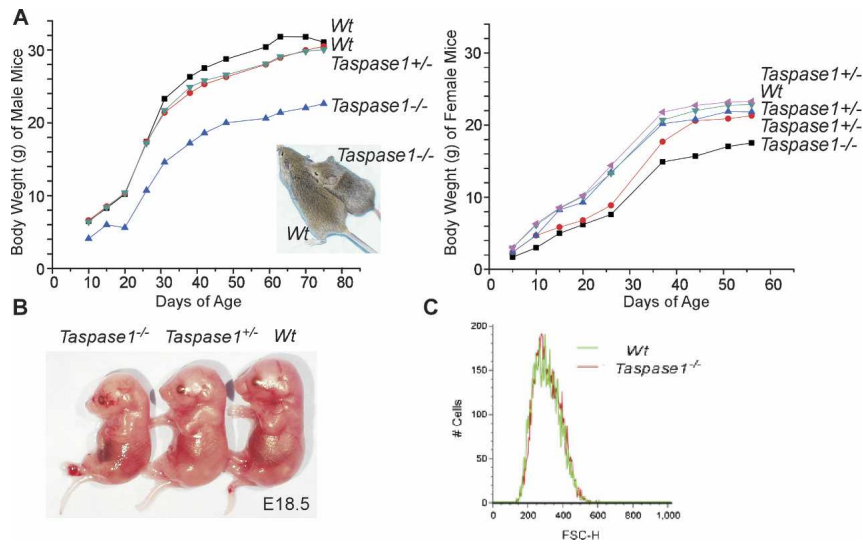 A
Body Weght (g) of Male Mice
30
20
10
0
0 10 20 30 40 50 60 70 80
Days of Age
Wt
Wt
Taspase1+/-
Taspase1-/-
Taspase1-/-
Wt
Body Weght (g) of Female Mice
40
30
20
10
0
0 10 20 30 40 50 60
Days of Age
Taspase1+/-
Wt
Taspase1+/-
Taspase1+/-
Taspase1-/-
B
Taspase1-/- Taspase1+/- Wt
E18.5
C
# Cells
200
150
100
50
0
0 200 400 600 800 1,000
FSC-H
Wt
Taspase1-/-